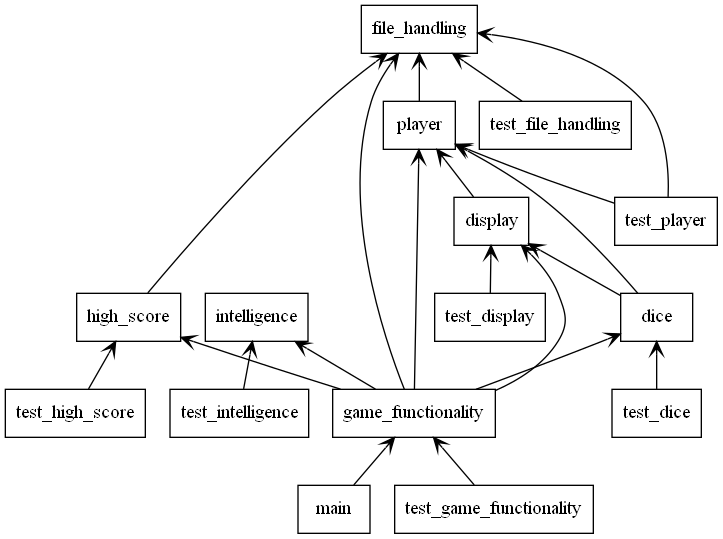 file_handling
player
test_file_handling
display
test_player
high_score
intelligence
test_display
dice
test_high_score
test_intelligence
game_functionality
test_dice
main
test_game_functionality